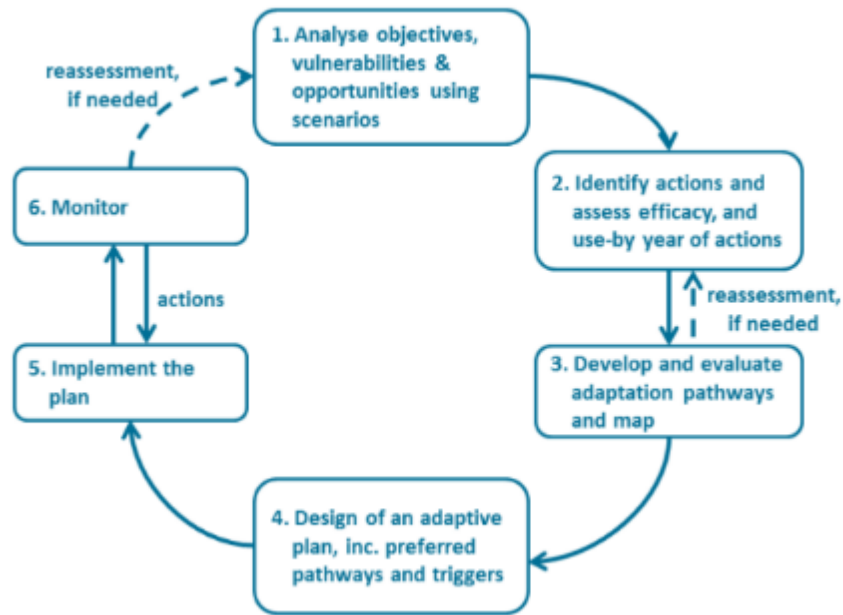 1. Analyse objectives,
vulnerabilities &
opportunities using
scenarios
reassessment,
if needed
2. Identify actions and
assess efficacy, and
use-by year of actions
6. Monitor
reassessment,
if needed
actions
3. Develop and evaluate
adaptation pathways
and map
5. Implement the
plan
4. Design of an adaptive
plan, inc. preferred
pathways and triggers